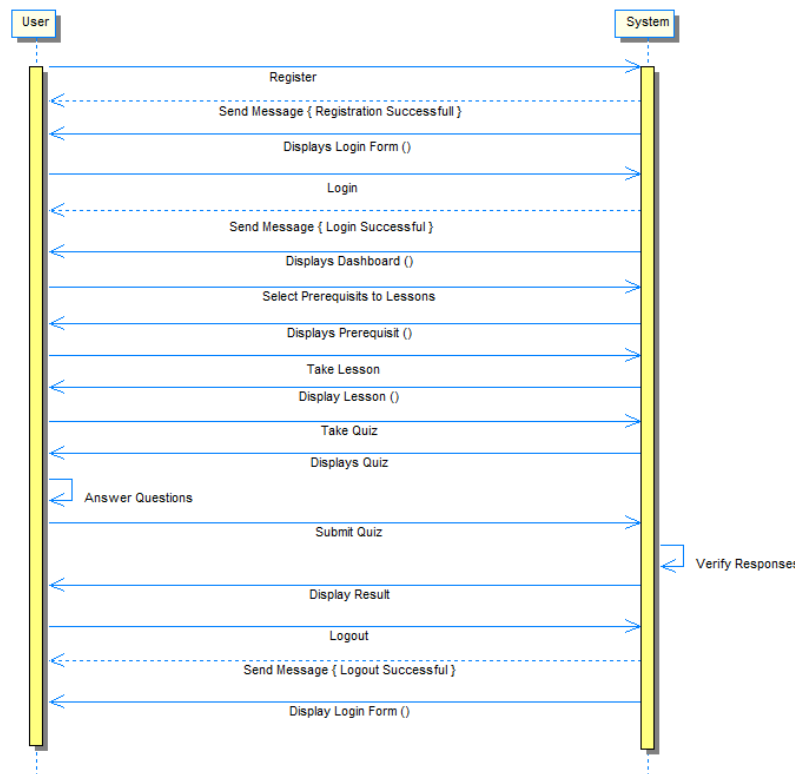 User
System
Register
Send Message { Registration Successfull }
Displays Login Form ()
Login
Send Message { Login Successful }
Displays Dashboard ()
Select Prerequisits to Lessons
Displays Prerequisit ()
Take Lesson
Display Lesson ()
Take Quiz
Displays Quiz
Answer Questions
Submit Quiz
Verify Responses
Display Result
Logout
Send Message { Logout Successful }
Display Login Form ()